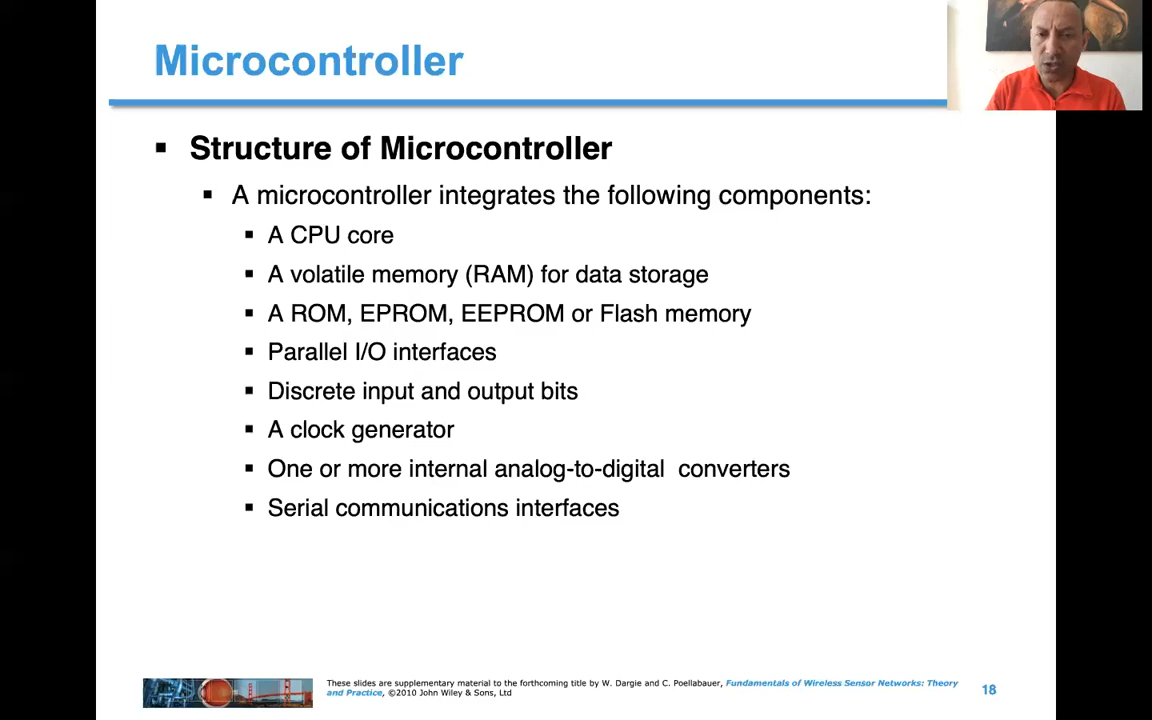 Microcontroller
Structure of Microcontroller
A microcontroller integrates the following components:
A CPU core
A volatile memory (RAM) for data storage
A ROM, EPROM, EEPROM or Flash memory
Parallel I/O interfaces
Discrete input and output bits
A clock generator
One or more internal analog-to-digital converters
Serial communications interfaces
These slides are supplementary material to the forthcoming title by W. Dargie and C. Poellabauer, Fundamentals of Wireless Sensor Networks: Theory
and Practice, ©2010 John Wiley & Sons, Ltd
18